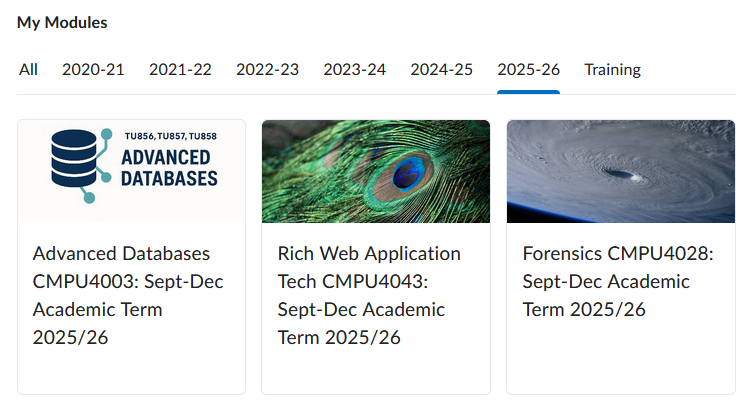 My Modules
All 2020-21 2021-22 2022-23 2023-24 2024-25 2025-26 Training
TU856, TU857, TU858
ADVANCED
DATABASES
Advanced Databases
CMPU4003: Sept-Dec
Academic Term
2025/26
Rich Web Application
Tech CMPU4043:
Sept-Dec Academic
Term 2025/26
Forensics CMPU4028:
Sept-Dec Academic
Term 2025/26